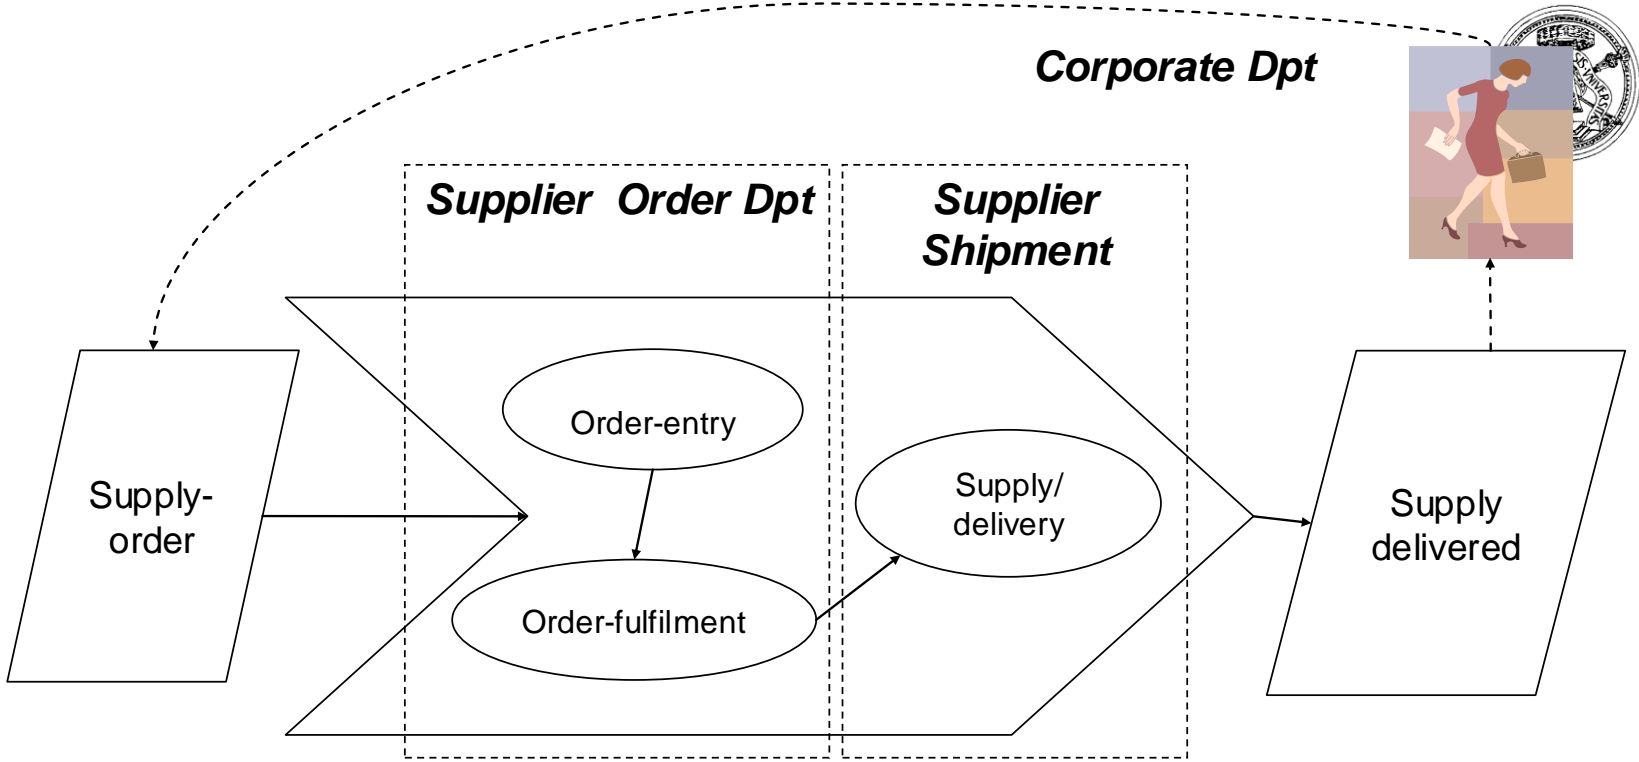 Corporate Dpt
Supplier Order Dpt
Supplier
Shipment
Order-entry
Supply/
delivery
Supply-
order
Supply
delivered
Order-fulfilment